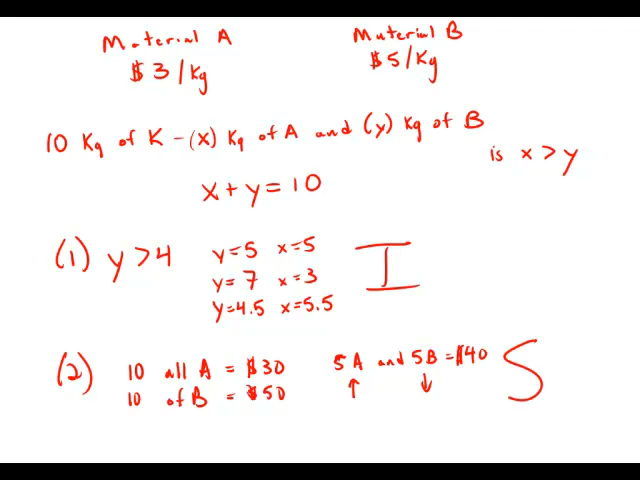 Material A Material B
$3/Kg $5/Kg
10 Kg of K - (x) Kg of A and (y) Kg of B
is x > y
x + y = 10
(1) y > 4 y=5 x=5 I
y=7 x=3
y=4.5 x=5.5
(2) 10 all A = $30 5A and 5B = $40 S
10 of B = $50 ↑ ↓